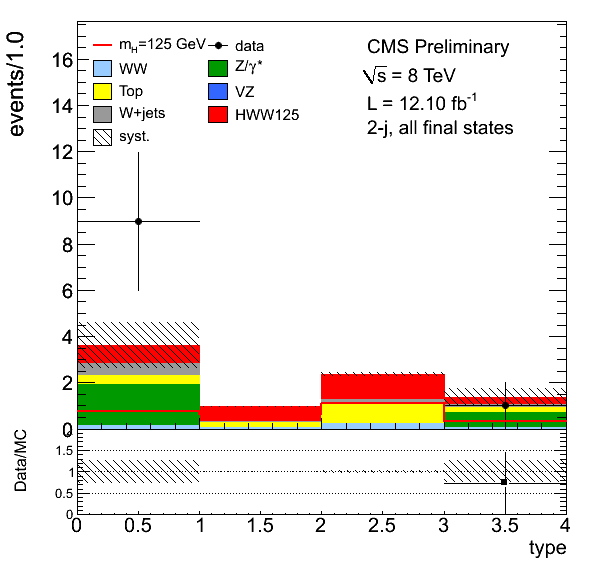 events/1.0
16
14
12
10
8
6
4
2
0
m_H=125 GeV
data
WW
Z/γ*
Top
VZ
W+jets
HWW125
syst.
CMS Preliminary
√s = 8 TeV
L = 12.10 fb⁻¹
2-j, all final states
Data/MC
2
1.5
1
0.5
0
0 0.5 1 1.5 2 2.5 3 3.5 4
type